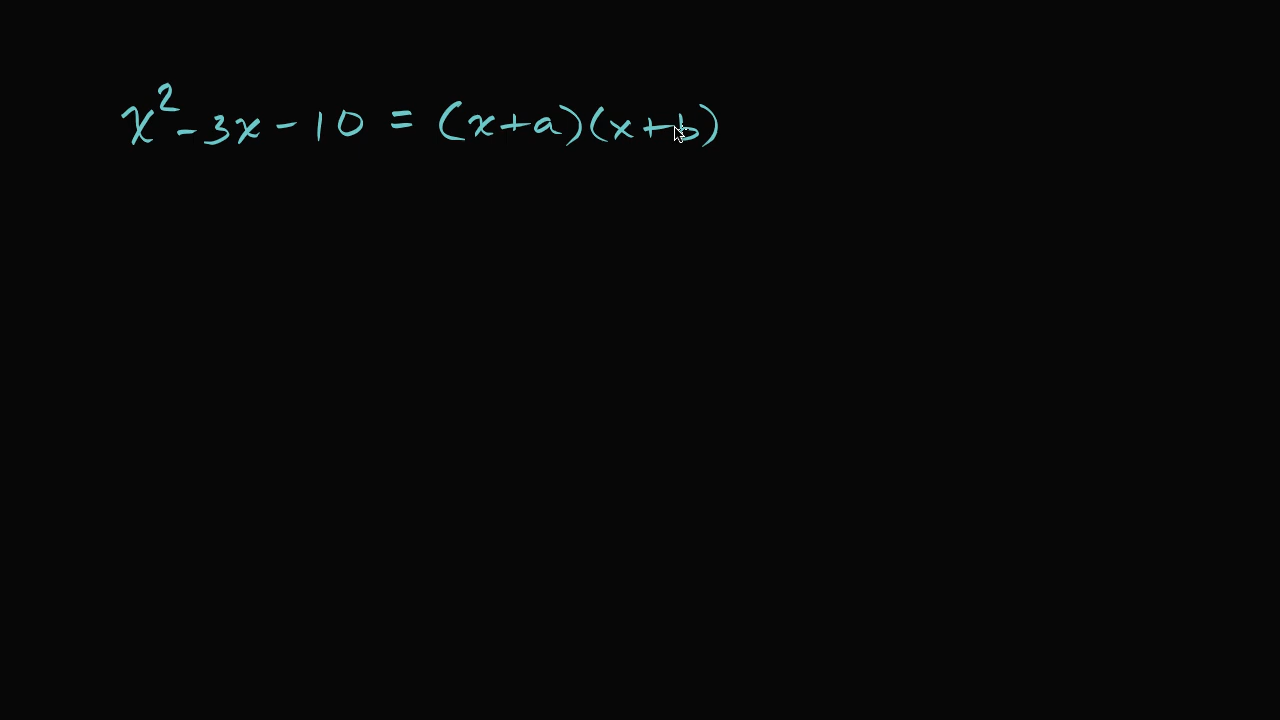 x² - 3x - 10 = (x+a)(x+b)